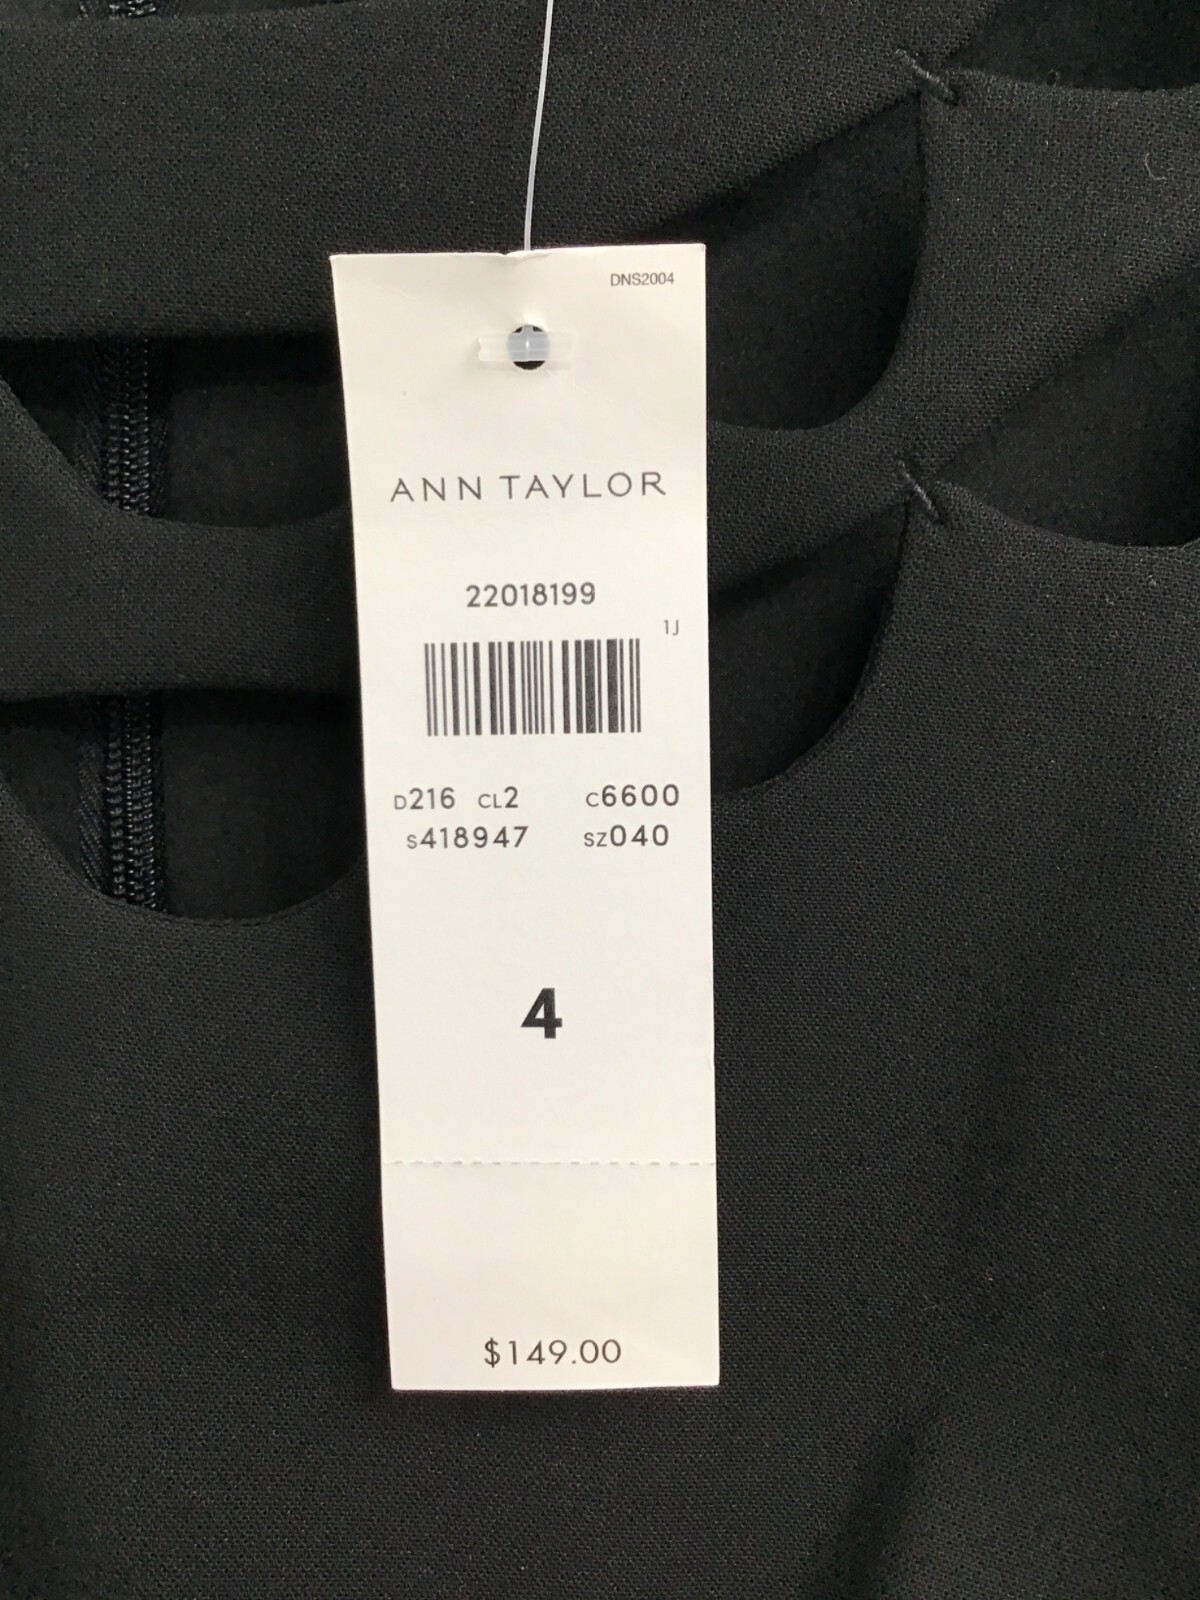 DNS2004
ANN TAYLOR
22018199
1J
D216 CL2 C6600
S418947 SZ040
4
$149.00